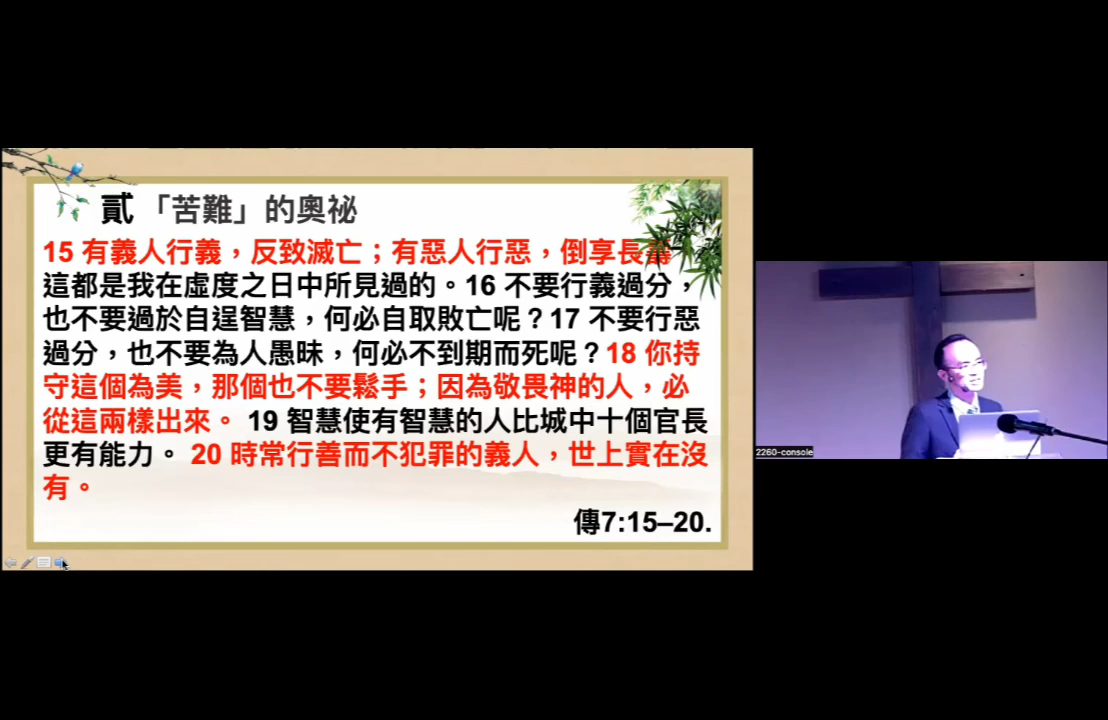 貳 「苦難」的奧祕
15 有義人行義，反致滅亡；有惡人行惡，倒享長壽
這都是我在虛度之日中所見過的。16 不要行義過分，
也不要過於自逞智慧，何必自取敗亡呢？17 不要行惡
過分，也不要為人愚昧，何必不到期而死呢？18 你持
守這個為美，那個也不要鬆手；因為敬畏神的人，必
從這兩樣出來。 19 智慧使有智慧的人比城中十個官長
更有能力。 20 時常行善而不犯罪的義人，世上實在沒
有。
傳7:15–20.
2260-console